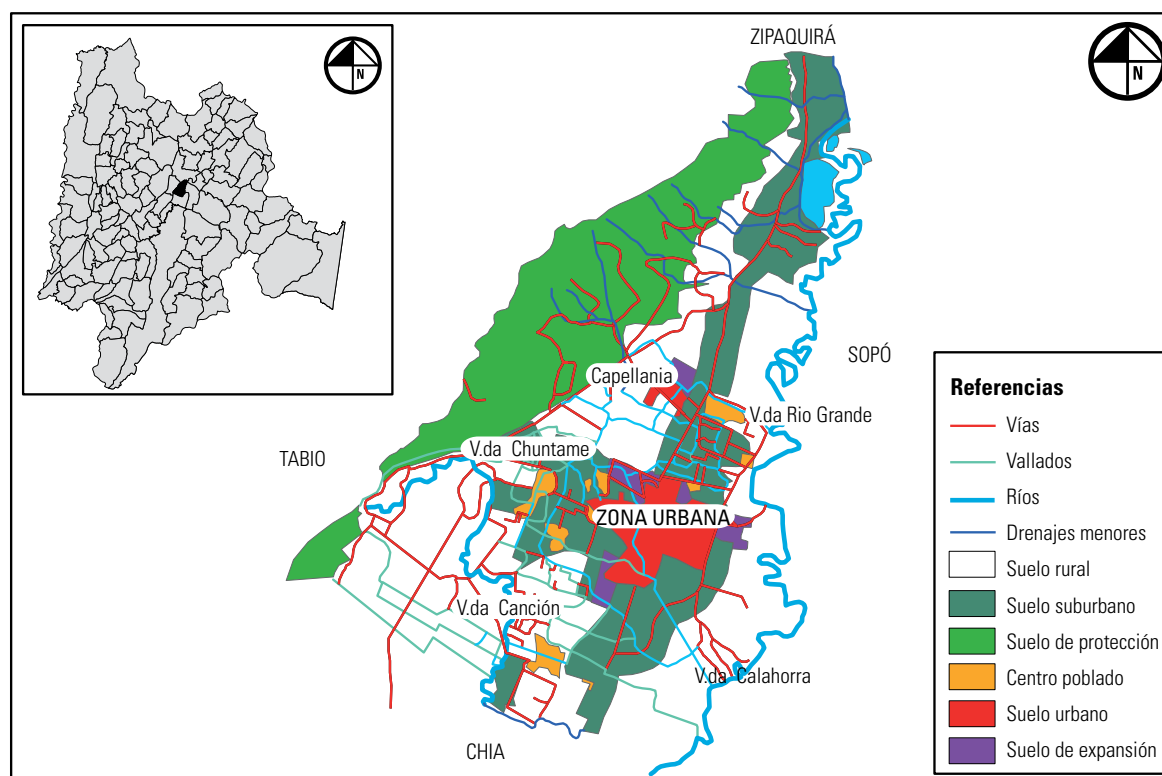 ZIPAQUIRÁ
N
N
SOPÓ
Capellania
V.da Rio Grande
V.da Chuntame
TABIO
ZONA URBANA
V.da Canción
V.da Calahorra
CHIA
Referencias
Vías
Vallados
Ríos
Drenajes menores
Suelo rural
Suelo suburbano
Suelo de protección
Centro poblado
Suelo urbano
Suelo de expansión